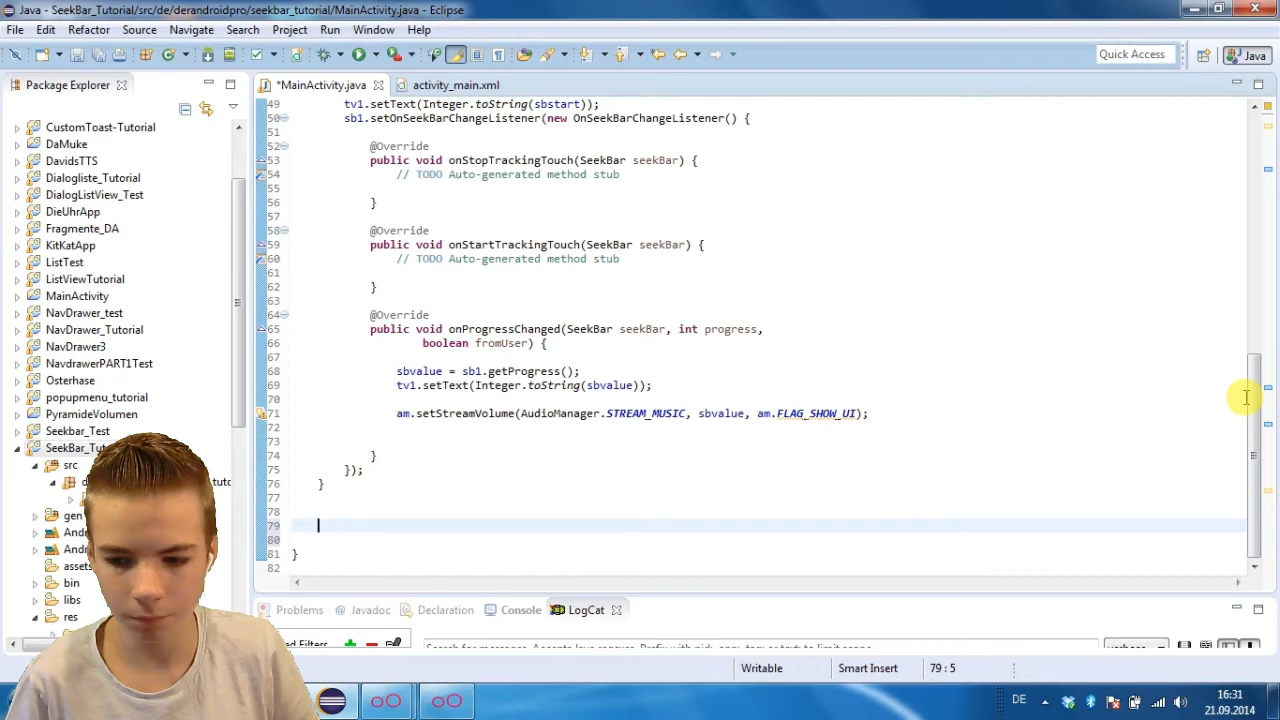 Java - SeekBar_Tutorial/src/de/derandroidpro/seekbar_tutorial/MainActivity.java - Eclipse
File Edit Refactor Source Navigate Search Project Run Window Help
Quick Access
Java
Package Explorer
*MainActivity.java
activity_main.xml
CustomToast-Tutorial
DaMuke
DavidsTTS
Dialogliste_Tutorial
DialogListView_Test
DieUhrApp
Fragmente_DA
KitKatApp
ListTest
ListViewTutorial
MainActivity
NavDrawer_test
NavDrawer_Tutorial
NavDrawer3
NavdrawerPART1Test
Osterhase
popupmenu_tutorial
PyramideVolumen
Seekbar_Test
SeekBar_Tu
src
gen
And
And
assets
bin
libs
res
49 tv1.setText(Integer.toString(sbstart));
50 sb1.setOnSeekBarChangeListener(new OnSeekBarChangeListener() {
51
52 @Override
53 public void onStopTrackingTouch(SeekBar seekBar) {
54 // TODO Auto-generated method stub
55
56 }
57
58 @Override
59 public void onStartTrackingTouch(SeekBar seekBar) {
60 // TODO Auto-generated method stub
61
62 }
63
64 @Override
65 public void onProgressChanged(SeekBar seekBar, int progress,
66 boolean fromUser) {
67
68 sbvalue = sb1.getProgress();
69 tv1.setText(Integer.toString(sbvalue));
70
71 am.setStreamVolume(AudioManager.STREAM_MUSIC, sbvalue, am.FLAG_SHOW_UI);
72
73
74 }
75 });
76 }
77
78
79
80
81 }
82
Problems @ Javadoc Declaration Console LogCat
Writable
Smart Insert
79 : 5
DE
16:31
21.09.2014